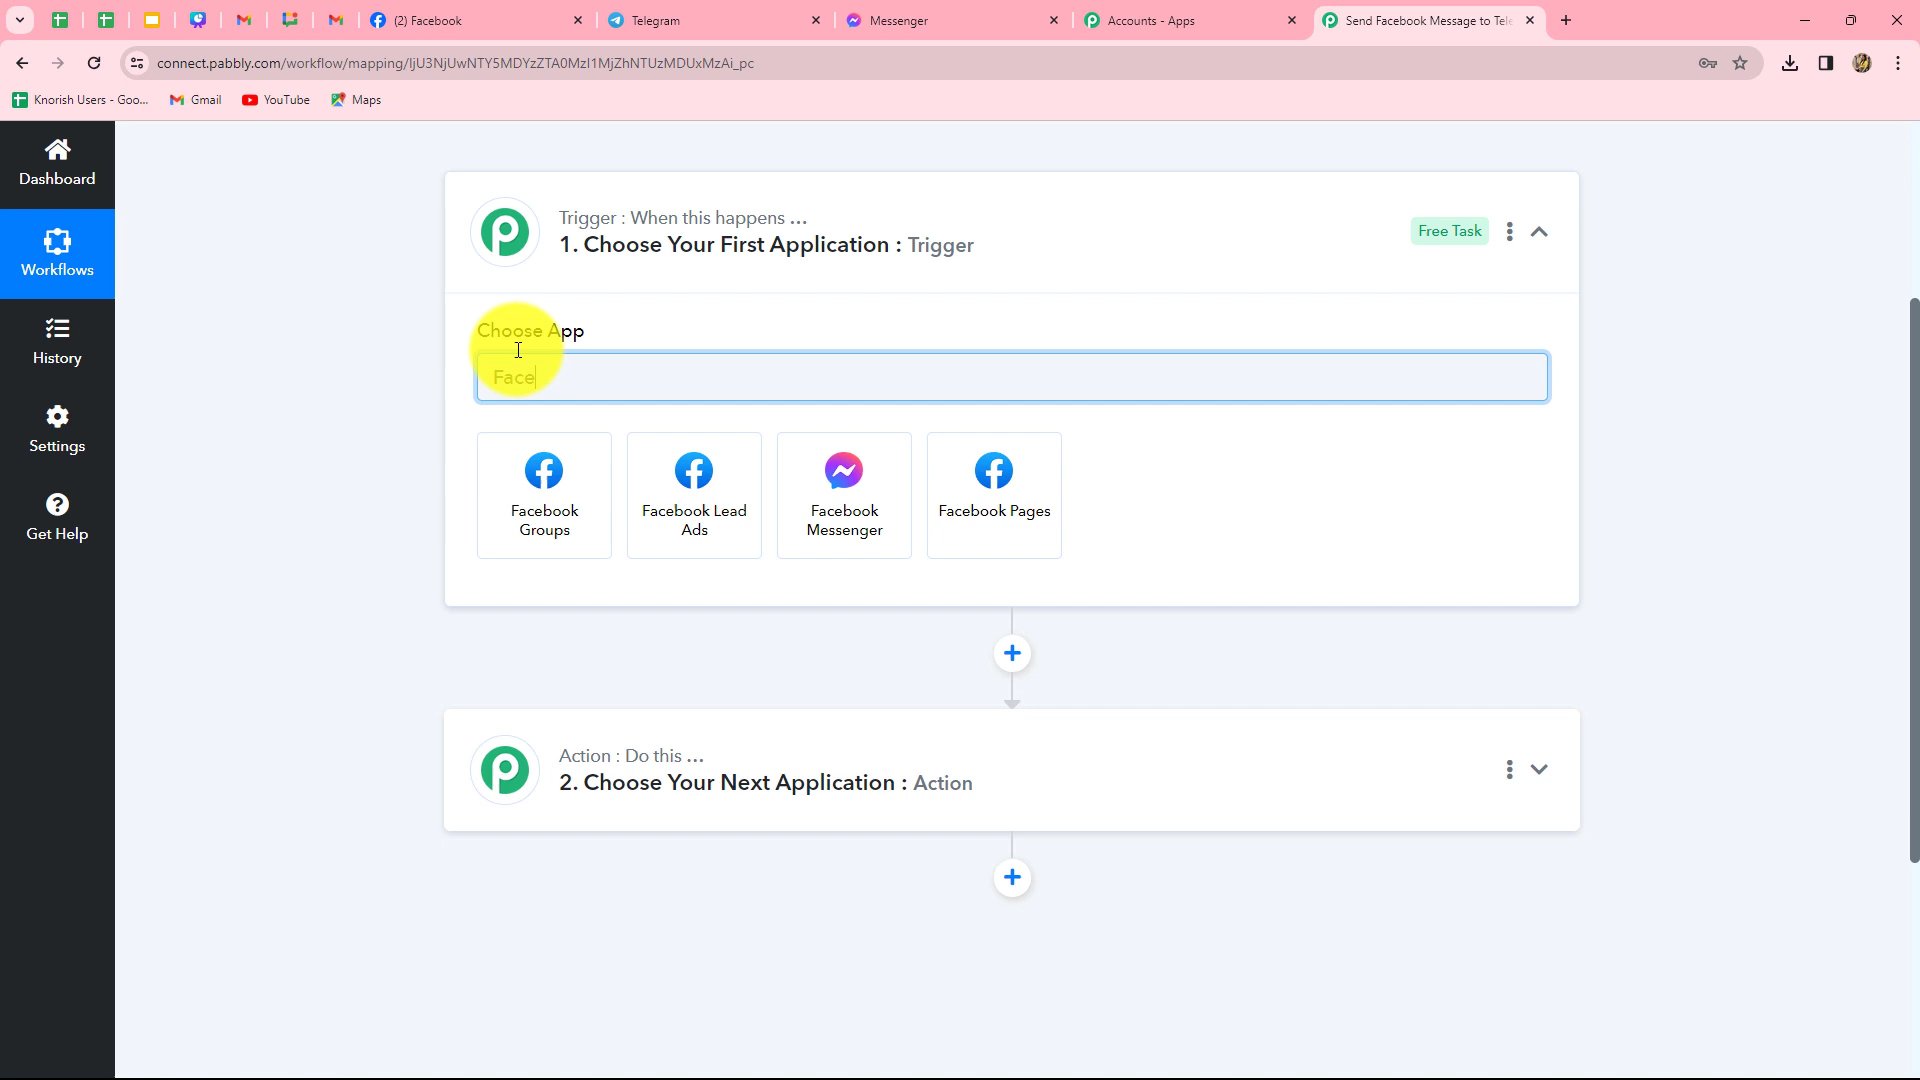 (2) Facebook
Telegram
Messenger
Accounts - Apps
Send Facebook Message to Tele
connect.pabbly.com/workflow/mapping/IjU3NjUwNTY5MDYzZTA0MzI1MjZhNTUzMDUxMzAi_pc
Knorish Users - Goo...
Gmail
YouTube
Maps
Dashboard
Workflows
History
Settings
Get Help
Trigger : When this happens ...
1. Choose Your First Application : Trigger
Free Task
Choose App
Face
Facebook
Groups
Facebook Lead
Ads
Facebook
Messenger
Facebook Pages
Action : Do this ...
2. Choose Your Next Application : Action